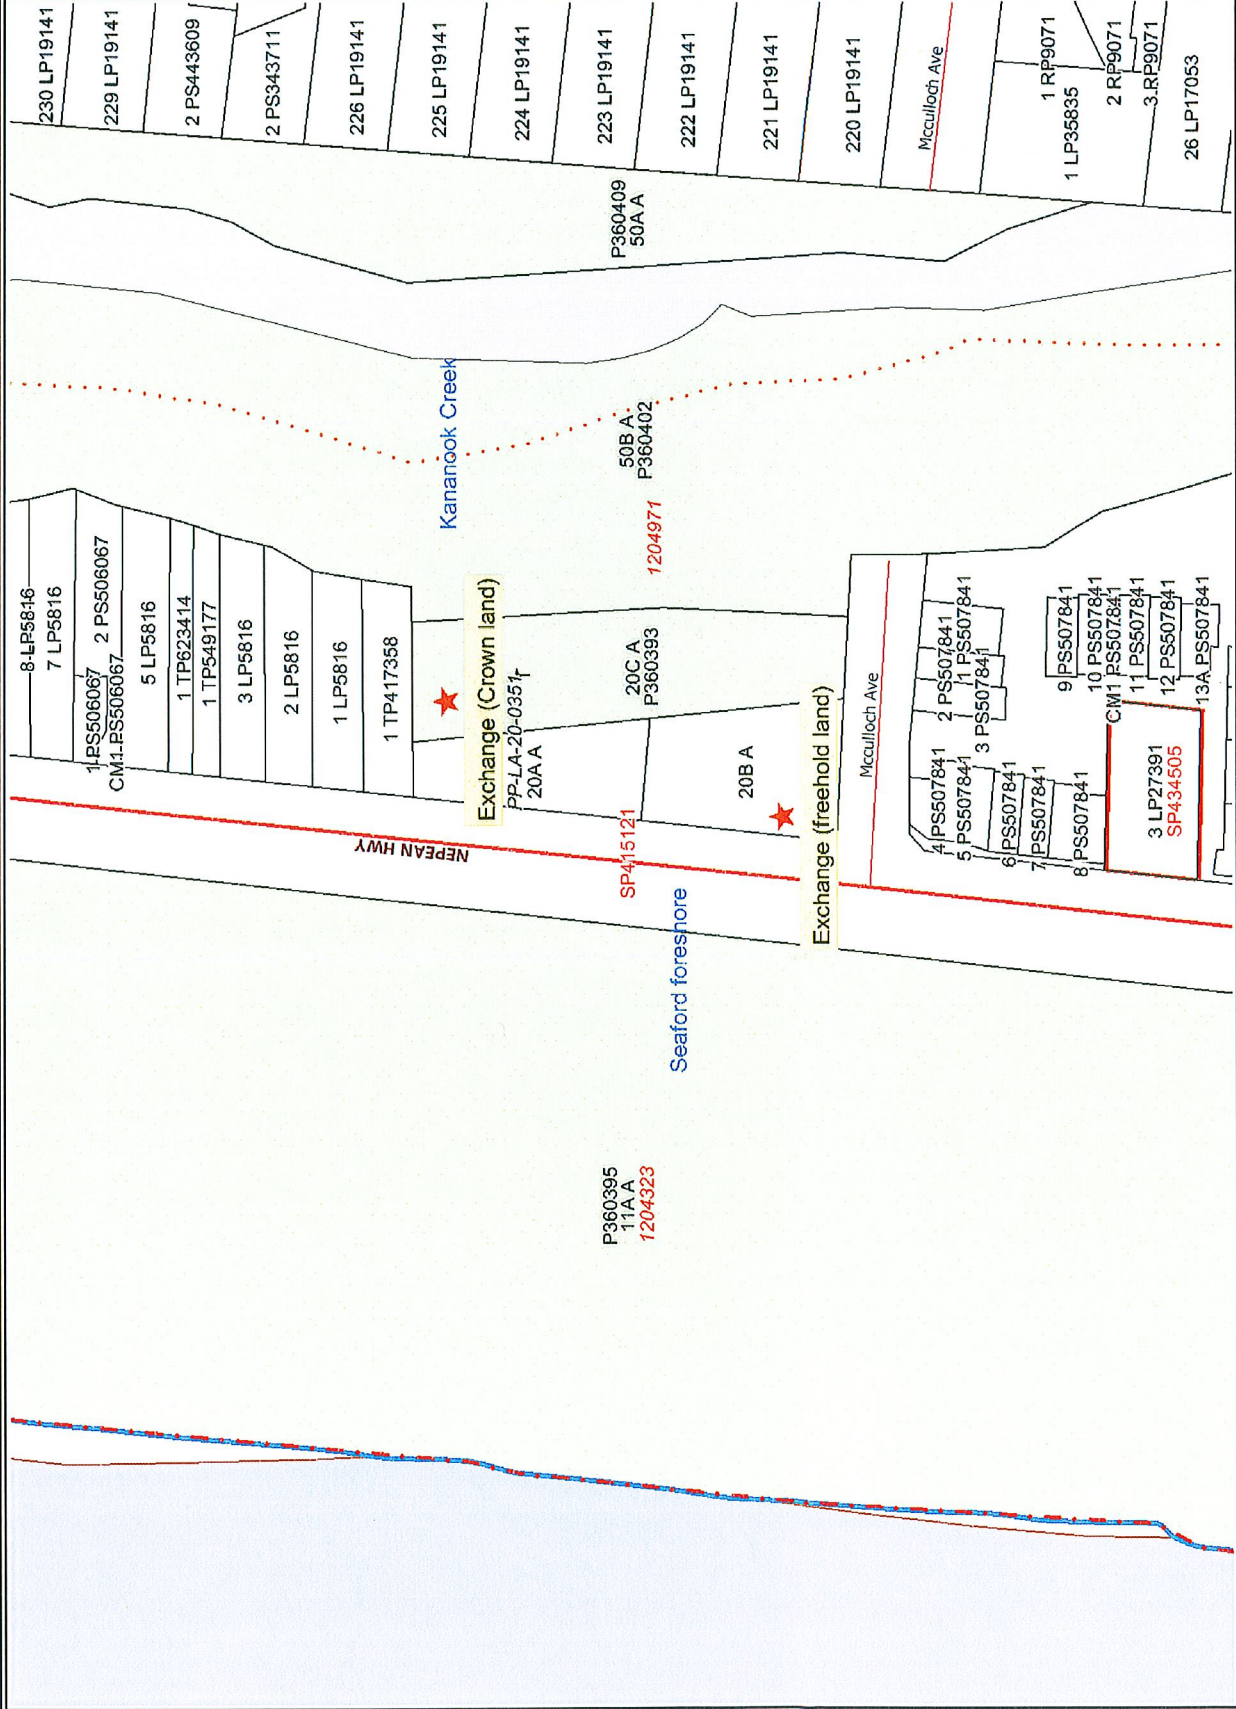 230 LP19141
229 LP19141
2 PS443609
2 PS343711
226 LP19141
225 LP19141
224 LP19141
223 LP19141
222 LP19141
221 LP19141
220 LP19141
Mcculloch Ave
1 RP9071
1 LP35835
2 RP9071
3 RP9071
26 LP17053
P360409
50A A
Kananook Creek
50B A
P360402
1204971
8 LP5816
7 LP5816
2 PS506067
1 PS506067
CM1 PS506067
5 LP5816
1 TP623414
1 TP549177
3 LP5816
2 LP5816
1 LP5816
1 TP417358
Exchange (Crown land)
PP-LA-20-0351
20A A
20C A
P360393
20B A
Exchange (freehold land)
Mcculloch Ave
2 PS507841
1 PS507841
3 PS507841
4 PS507841
5 PS507841
6 PS507841
7 PS507841
8 PS507841
9 PS507841
10 PS507841
CM1 PS507841
11 PS507841
12 PS507841
13A PS507841
3 LP27391
SP434505
NEPEAN HWY
SP415121
Seaford foreshore
P360395
11A A
1204323